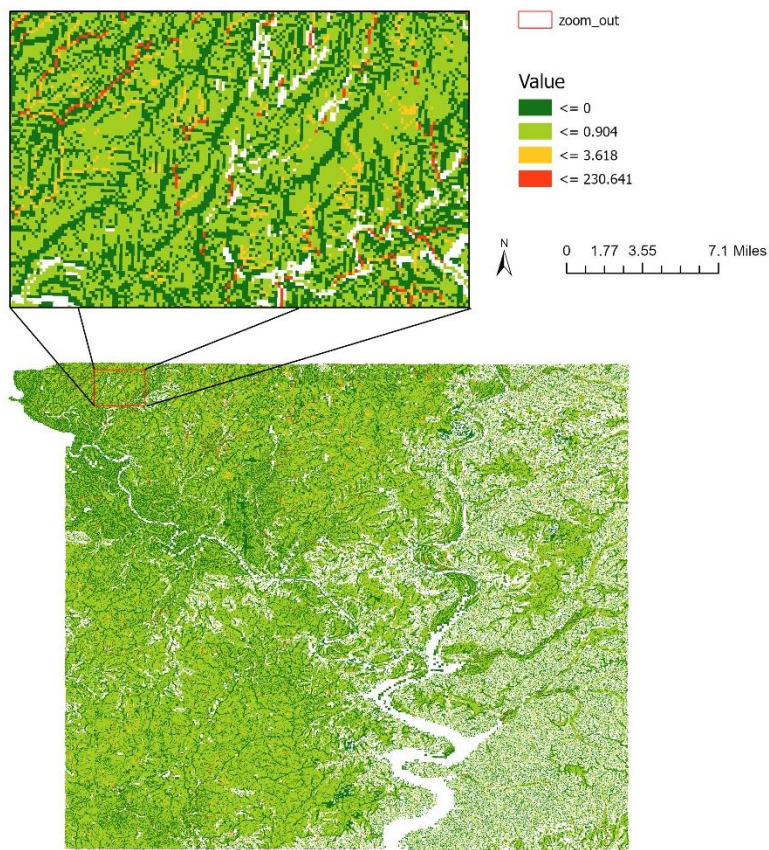 zoom_out
Value
<= 0
<= 0.904
<= 3.618
<= 230.641
N
0 1.77 3.55 7.1 Miles